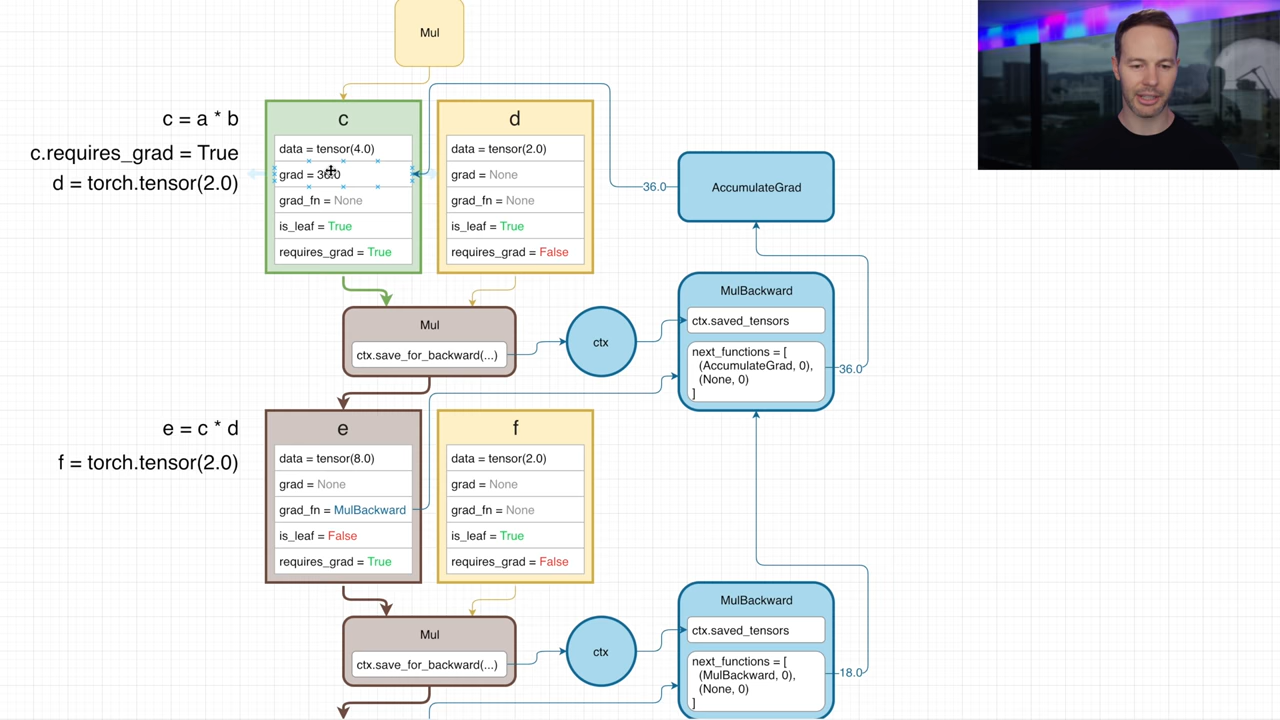 Mul
c = a * b
c.requires_grad = True
d = torch.tensor(2.0)
c
data = tensor(4.0)
grad = 36.0
grad_fn = None
is_leaf = True
requires_grad = True
d
data = tensor(2.0)
grad = None
grad_fn = None
is_leaf = True
requires_grad = False
36.0
AccumulateGrad
Mul
ctx.save_for_backward(...)
ctx
MulBackward
ctx.saved_tensors
next_functions = [
(AccumulateGrad, 0),
(None, 0)
]
36.0
e = c * d
f = torch.tensor(2.0)
e
data = tensor(8.0)
grad = None
grad_fn = MulBackward
is_leaf = False
requires_grad = True
f
data = tensor(2.0)
grad = None
grad_fn = None
is_leaf = True
requires_grad = False
Mul
ctx.save_for_backward(...)
ctx
MulBackward
ctx.saved_tensors
next_functions = [
(MulBackward, 0),
(None, 0)
]
18.0